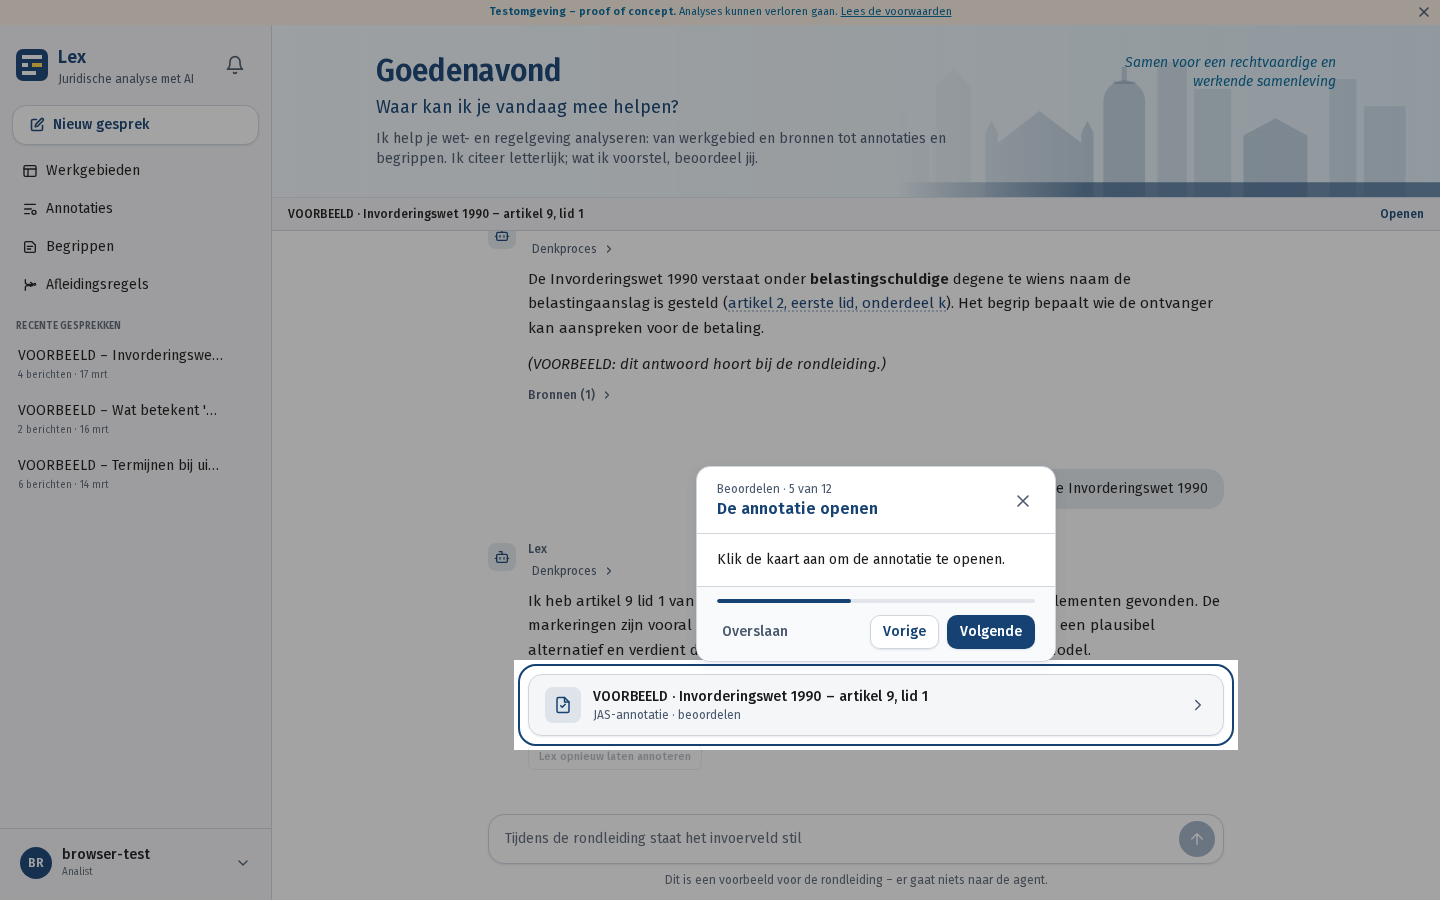 Testomgeving – proof of concept. Analyses kunnen verloren gaan. Lees de voorwaarden
Lex
Juridische analyse met AI
Nieuw gesprek
Werkgebieden
Annotaties
Begrippen
Afleidingsregels
RECENTE GESPREKKEN
VOORBEELD – Invorderingswe…
4 berichten · 17 mrt
VOORBEELD – Wat betekent '…
2 berichten · 16 mrt
VOORBEELD – Termijnen bij ui…
6 berichten · 14 mrt
BR
browser-test
Analist
Goedenavond
Waar kan ik je vandaag mee helpen?
Ik help je wet- en regelgeving analyseren: van werkgebied en bronnen tot annotaties en
begrippen. Ik citeer letterlijk; wat ik voorstel, beoordeel jij.
Samen voor een rechtvaardige en
werkende samenleving
VOORBEELD · Invorderingswet 1990 – artikel 9, lid 1
Openen
Denkproces
De Invorderingswet 1990 verstaat onder belastingschuldige degene te wiens naam de
belastingaanslag is gesteld (artikel 2, eerste lid, onderdeel k). Het begrip bepaalt wie de ontvanger
kan aanspreken voor de betaling.
(VOORBEELD: dit antwoord hoort bij de rondleiding.)
Bronnen (1)
e Invorderingswet 1990
Beoordelen · 5 van 12
De annotatie openen
Klik de kaart aan om de annotatie te openen.
Overslaan
Vorige
Volgende
Lex
Denkproces
Ik heb artikel 9 lid 1 van
lementen gevonden. De
markeringen zijn vooral
een plausibel
alternatief en verdient d
odel.
VOORBEELD · Invorderingswet 1990 – artikel 9, lid 1
JAS-annotatie · beoordelen
Lex opnieuw laten annoteren
Tijdens de rondleiding staat het invoerveld stil
Dit is een voorbeeld voor de rondleiding – er gaat niets naar de agent.